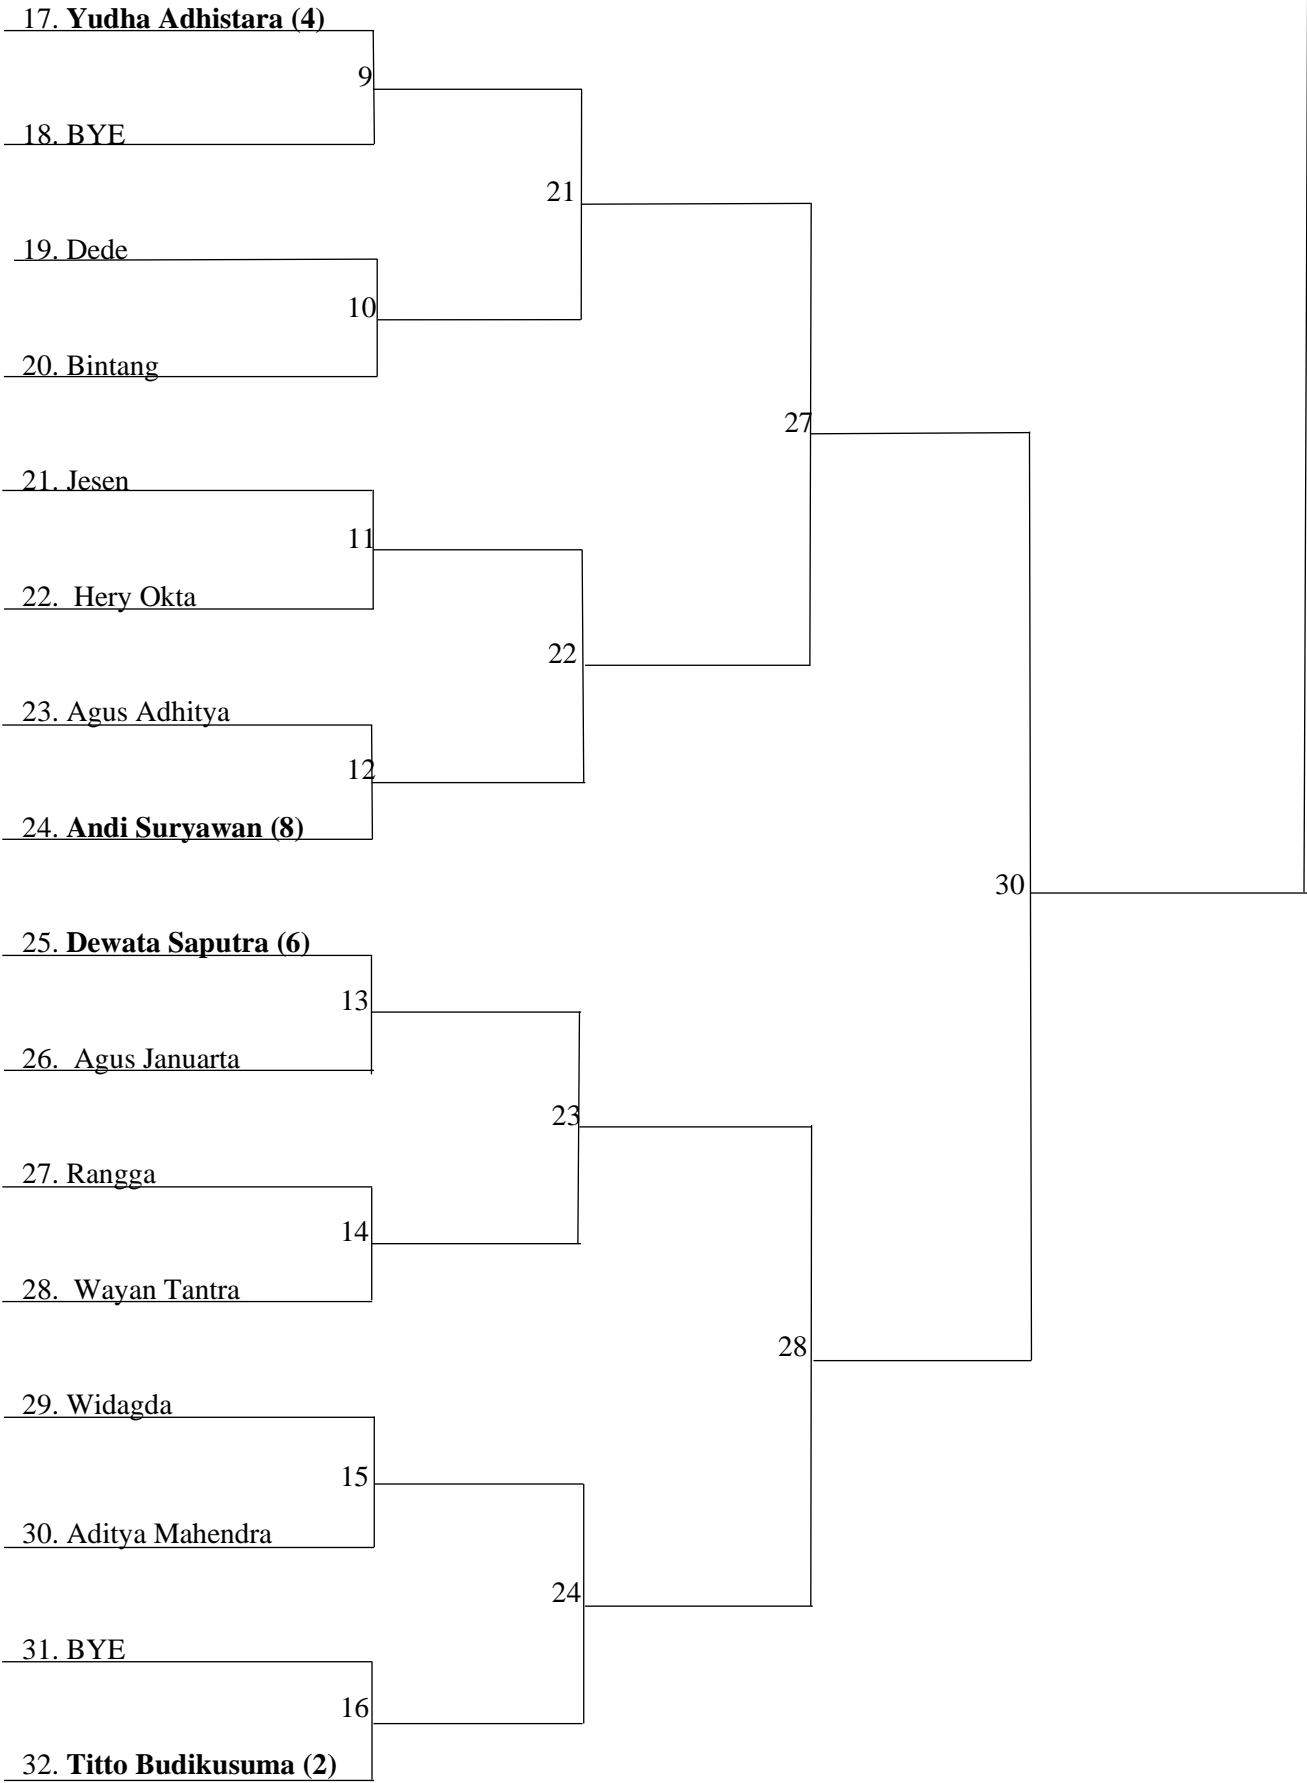 17. Yudha Adhistara (4)
9
18. BYE
21
19. Dede
10
20. Bintang
27
21. Jesen
11
22. Hery Okta
22
23. Agus Adhitya
12
24. Andi Suryawan (8)
30
25. Dewata Saputra (6)
13
26. Agus Januarta
23
27. Rangga
14
28. Wayan Tantra
28
29. Widagda
15
30. Aditya Mahendra
24
31. BYE
16
32. Titto Budikusuma (2)